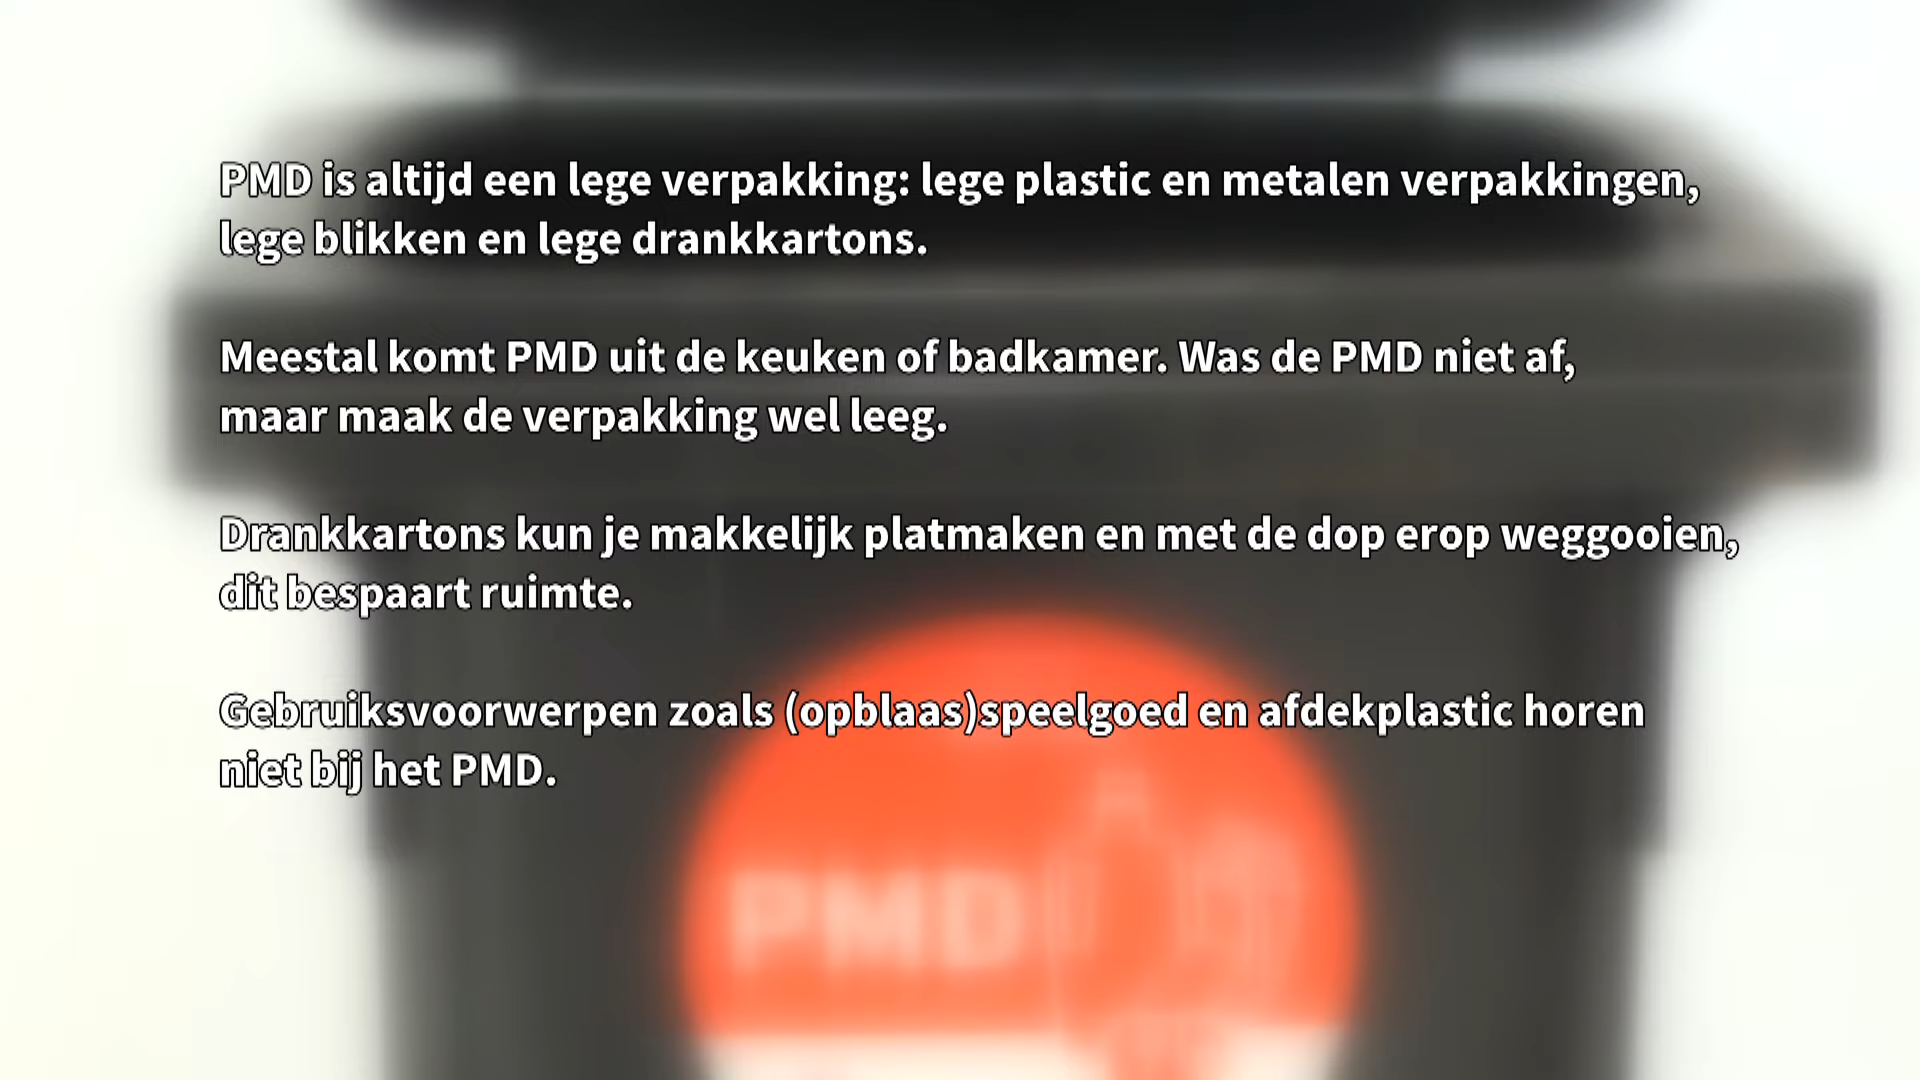 PMD is altijd een lege verpakking: lege plastic en metalen verpakkingen,
lege blikken en lege drankkartons.
Meestal komt PMD uit de keuken of badkamer. Was de PMD niet af,
maar maak de verpakking wel leeg.
Drankkartons kun je makkelijk platmaken en met de dop erop weggooien,
dit bespaart ruimte.
Gebruiksvoorwerpen zoals (opblaas)speelgoed en afdekplastic horen
niet bij het PMD.
PMD